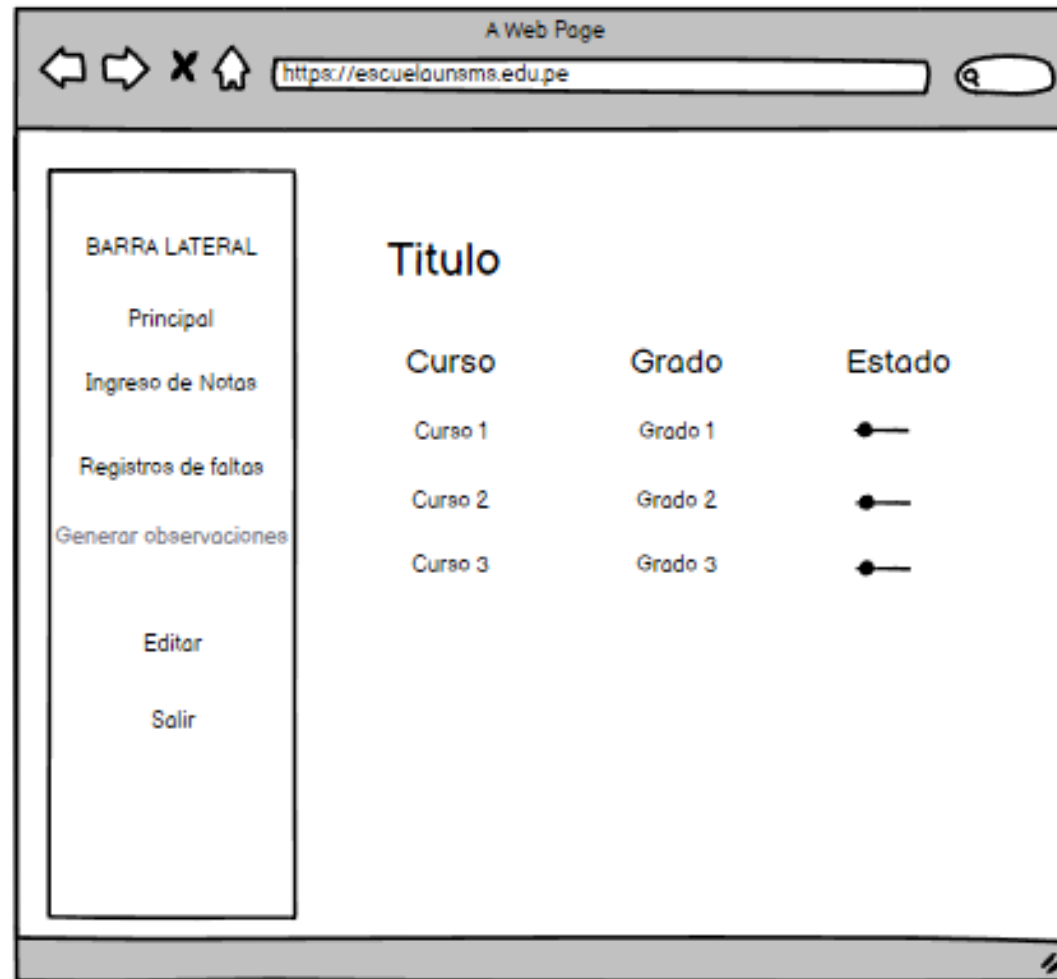 A Web Page
https://escuelaunsms.edu.pe
BARRA LATERAL
Principal
Ingreso de Notas
Registros de faltas
Generar observaciones
Editar
Salir
Titulo
Curso Grado Estado
Curso 1 Grado 1
Curso 2 Grado 2
Curso 3 Grado 3